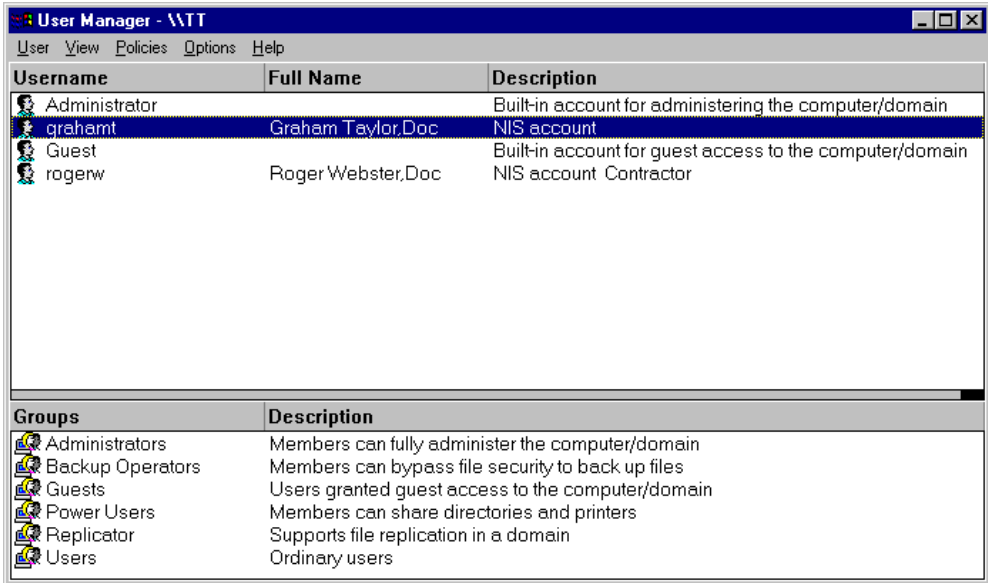 User Manager - \\TT
User View Policies Options Help
Username Full Name Description
Administrator Built-in account for administering the computer/domain
grahamt Graham Taylor,Doc NIS account
Guest Built-in account for guest access to the computer/domain
rogerw Roger Webster,Doc NIS account Contractor
Groups Description
Administrators Members can fully administer the computer/domain
Backup Operators Members can bypass file security to back up files
Guests Users granted guest access to the computer/domain
Power Users Members can share directories and printers
Replicator Supports file replication in a domain
Users Ordinary users